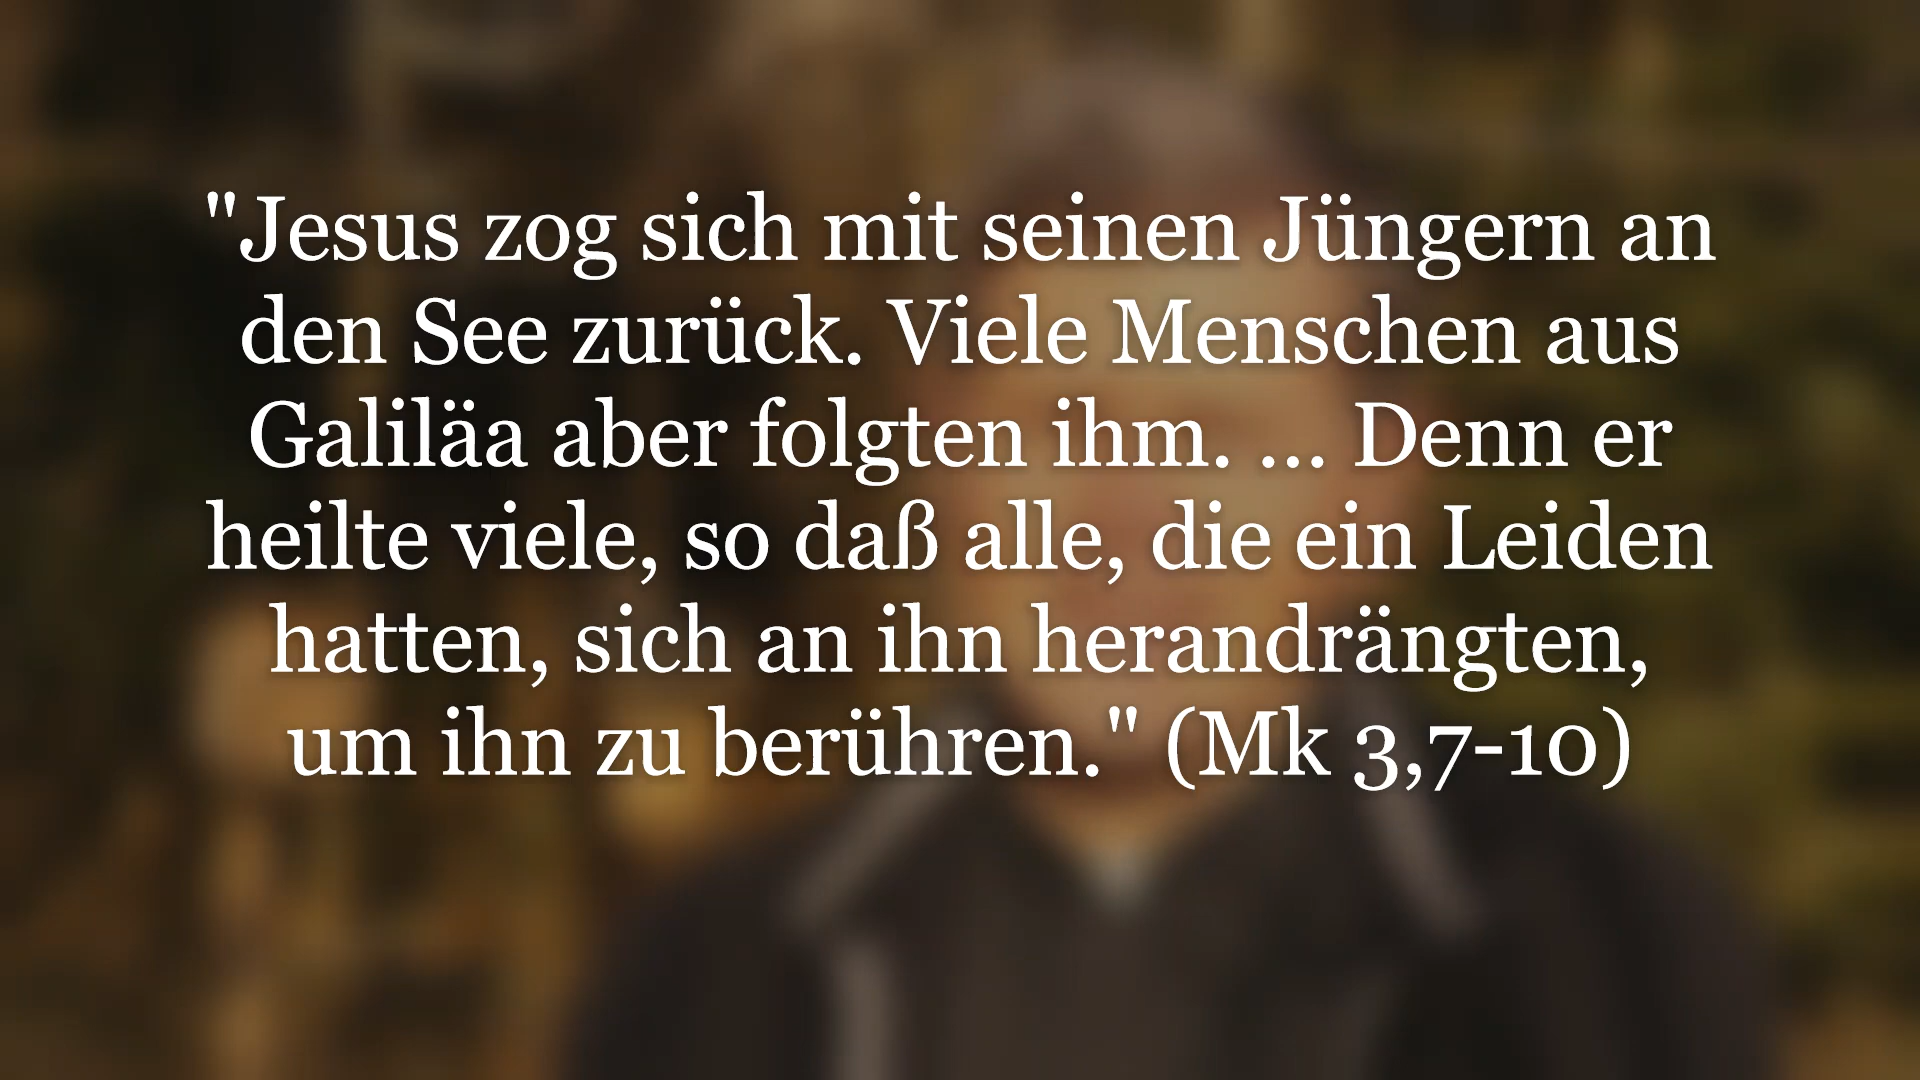 "Jesus zog sich mit seinen Jüngern an
den See zurück. Viele Menschen aus
Galiläa aber folgten ihm. ... Denn er
heilte viele, so daß alle, die ein Leiden
hatten, sich an ihn herandrängten,
um ihn zu berühren." (Mk 3,7-10)